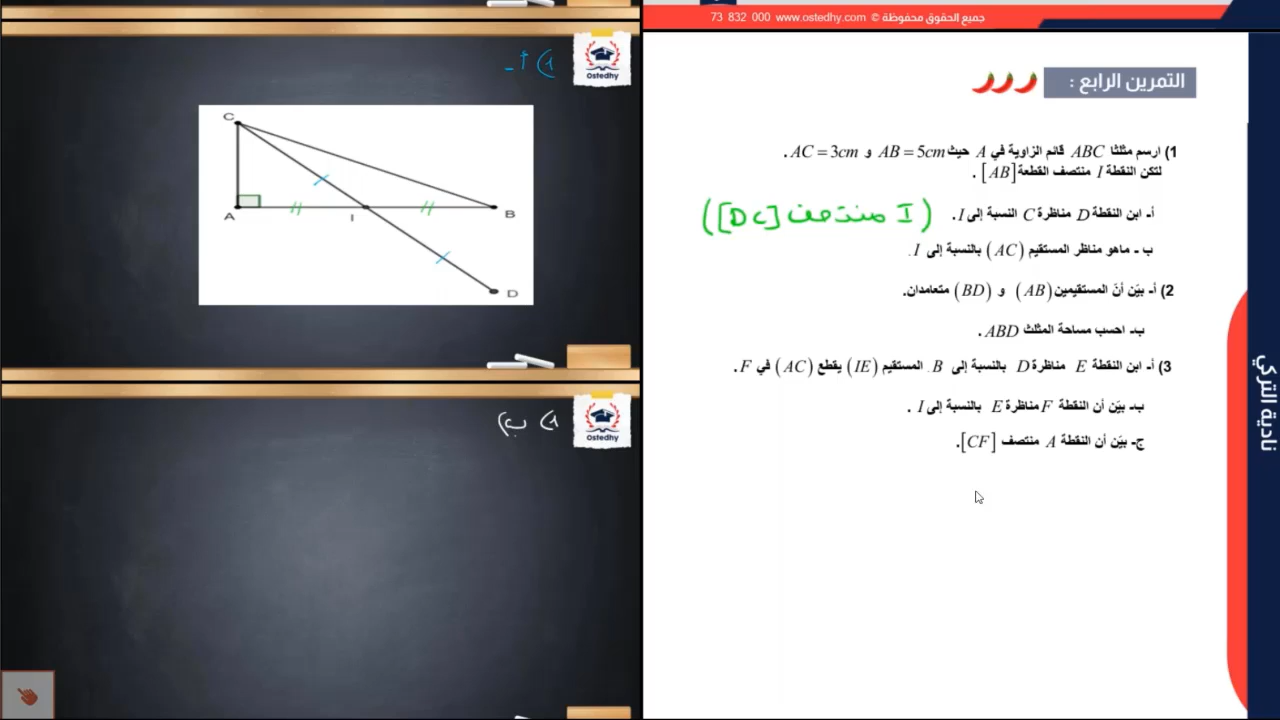 73 832 000 www.ostedhy.com © جميع الحقوق محفوظة
التمرين الرابع :
1) ارسم مثلثا ABC قائم الزاوية في A حيث AB = 5cm و AC = 3cm .
لتكن النقطة I منتصف القطعة [AB] .
أ- ابن النقطة D مناظرة C النسبة إلى I .
(I منتصف [DC])
ب - ماهو مناظر المستقيم (AC) بالنسبة إلى I .
2) أ- بيّن أنّ المستقيمين (AB) و (BD) متعامدان.
ب- احسب مساحة المثلث ABD .
3) أ- ابن النقطة E مناظرة D بالنسبة إلى B . المستقيم (IE) يقطع (AC) في F .
ب- بيّن أن النقطة F مناظرة E بالنسبة إلى I .
ج- بيّن أن النقطة A منتصف [CF] .
نادية التركي
1) أ-
Ostedhy
C
A
I
B
D
1) ب)
Ostedhy